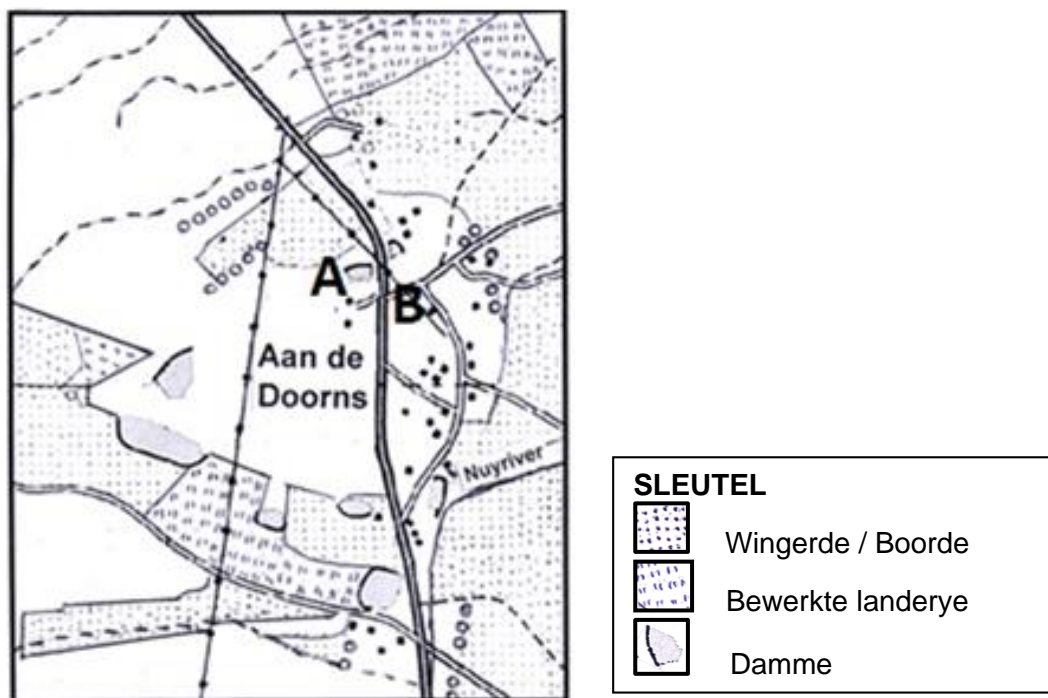 A
B
Aan de
Doorns
Nuyriver
SLEUTEL
Wingerde / Boorde
Bewerkte landerye
Damme